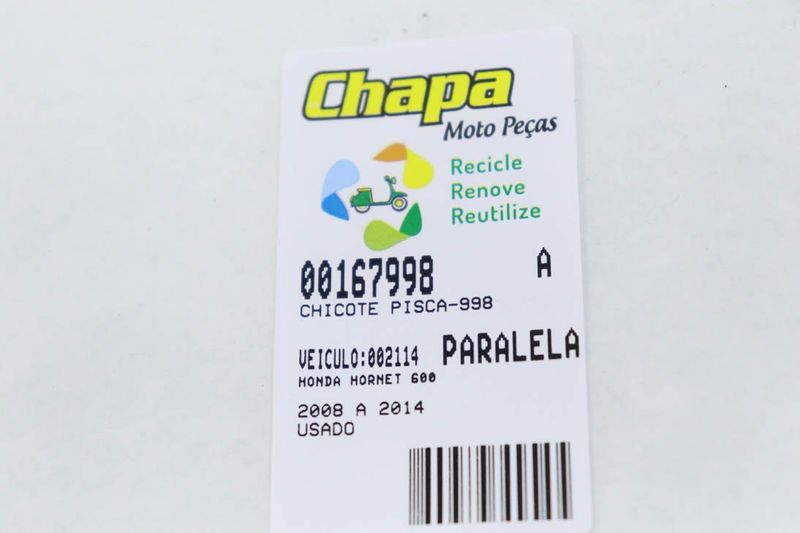 Chapa
Moto Peças
Recicle
Renove
Reutilize
00167998 A
CHICOTE PISCA-998
VEICULO:002114 PARALELA
HONDA HORNET 600
2008 A 2014
USADO